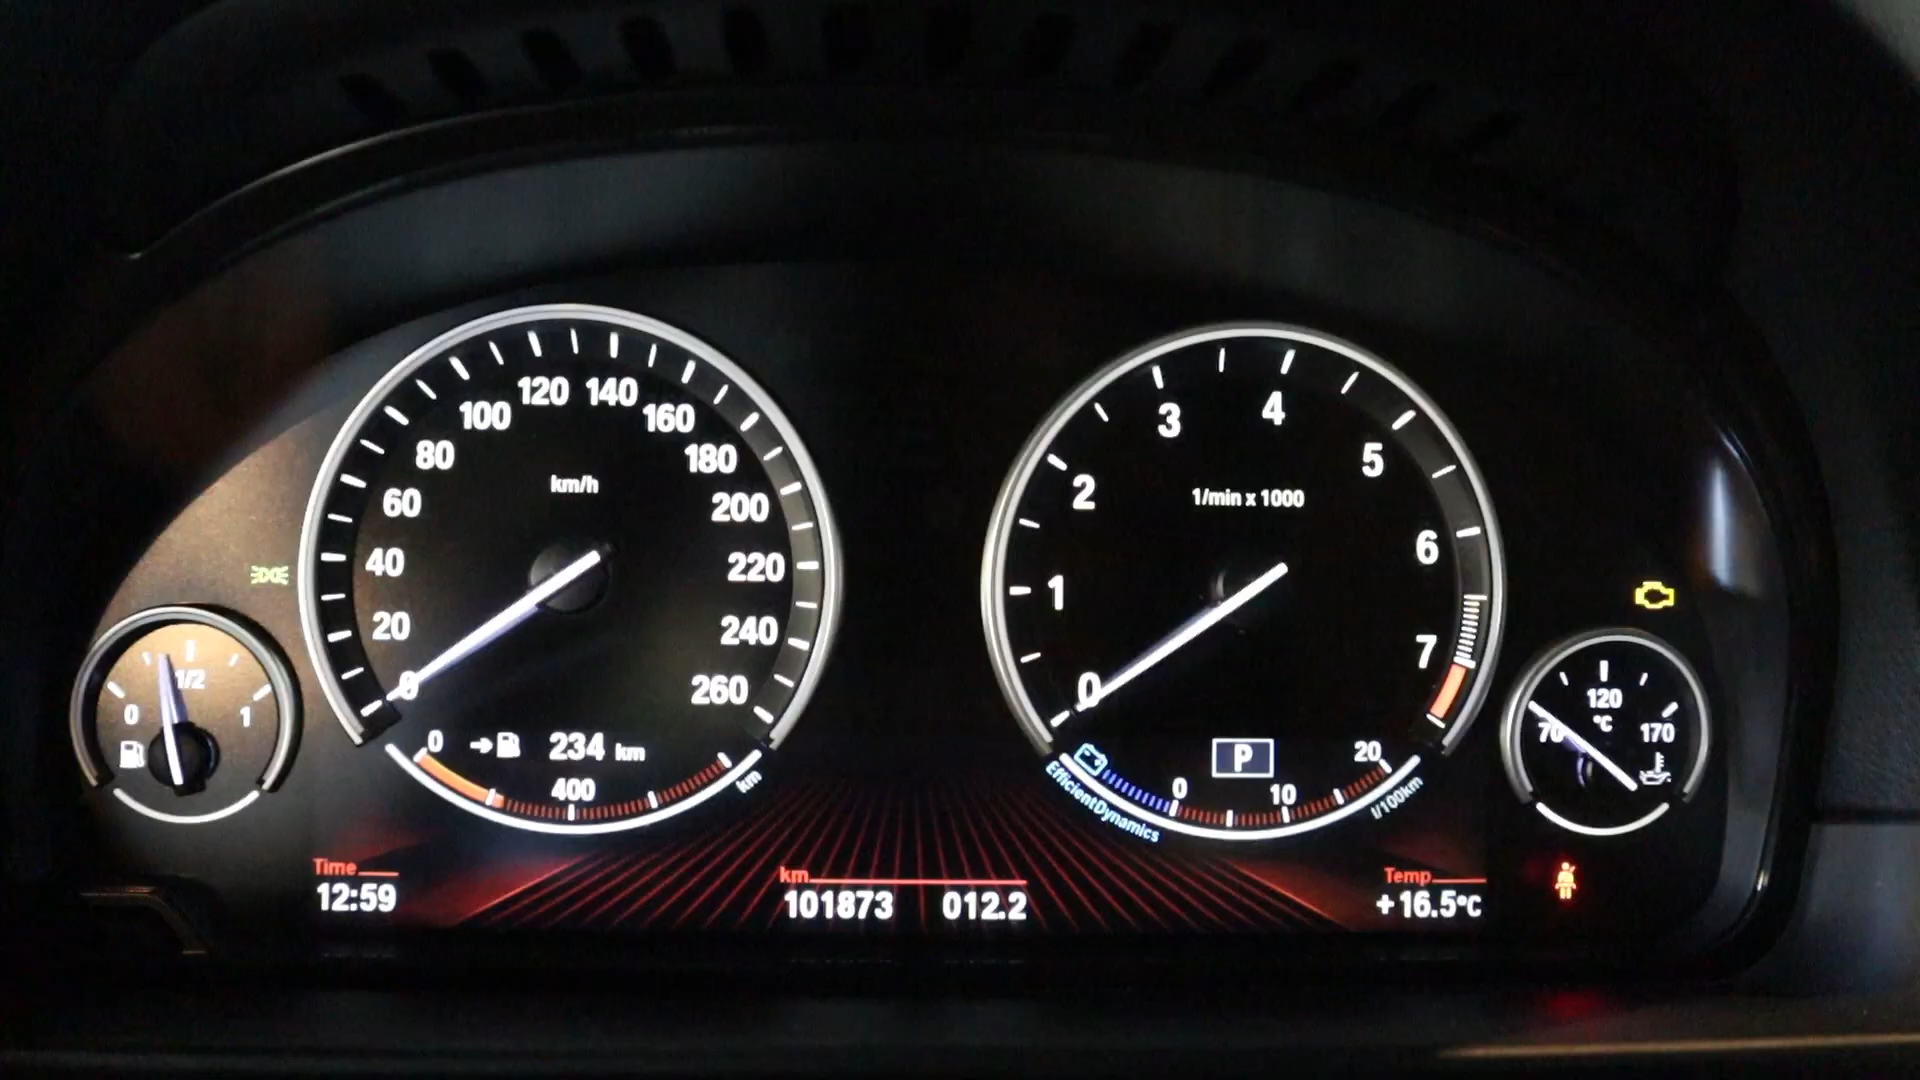 120 140
100 160
80 180
60 200
40 220
20 240
0 260
km/h
0 234 km
400
km
3 4
2 5
1/min x 1000
1 6
7
0
P
0 10 20
EfficientDynamics
l/100km
1/2
0 1
120
°C
70 170
Time
12:59
km
101873 012.2
Temp
+16.5°C